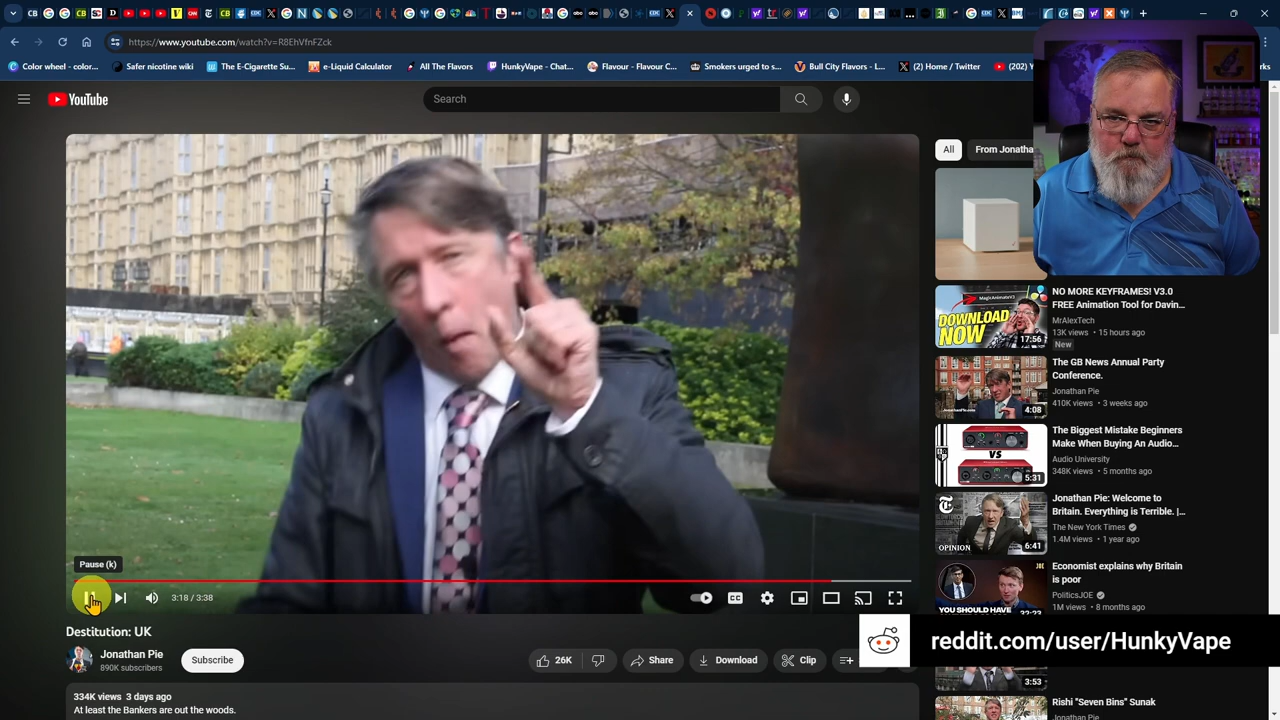 https://www.youtube.com/watch?v=R8EhVfnFZck
Color wheel - color...
Safer nicotine wiki
The E-Cigarette Su...
e-Liquid Calculator
All The Flavors
HunkyVape - Chat...
Flavour - Flavour C...
Smokers urged to s...
Bull City Flavors - I...
(2) Home / Twitter
YouTube
Search
All
From Jonatha
NO MORE KEYFRAMES! V3.0
FREE Animation Tool for Davin...
MrAlexTech
13K views • 15 hours ago
New
DOWNLOAD
NOW
17:56
The GB News Annual Party
Conference.
Jonathan Pie
410K views • 3 weeks ago
4:08
The Biggest Mistake Beginners
Make When Buying An Audio...
Audio University
348K views • 5 months ago
VS
5:31
Jonathan Pie: Welcome to
Britain. Everything is Terrible. |...
The New York Times
1.4M views • 1 year ago
OPINION
6:41
Economist explains why Britain
is poor
PoliticsJOE
1M views • 8 months ago
JOE
YOU SHOULD HAVE
Pause (k)
3:18 / 3:38
CC
Destitution: UK
Jonathan Pie
890K subscribers
Subscribe
26K
Share
Download
Clip
reddit.com/user/HunkyVape
3:53
334K views 3 days ago
At least the Bankers are out the woods.
Rishi "Seven Bins" Sunak
Jonathan Pie